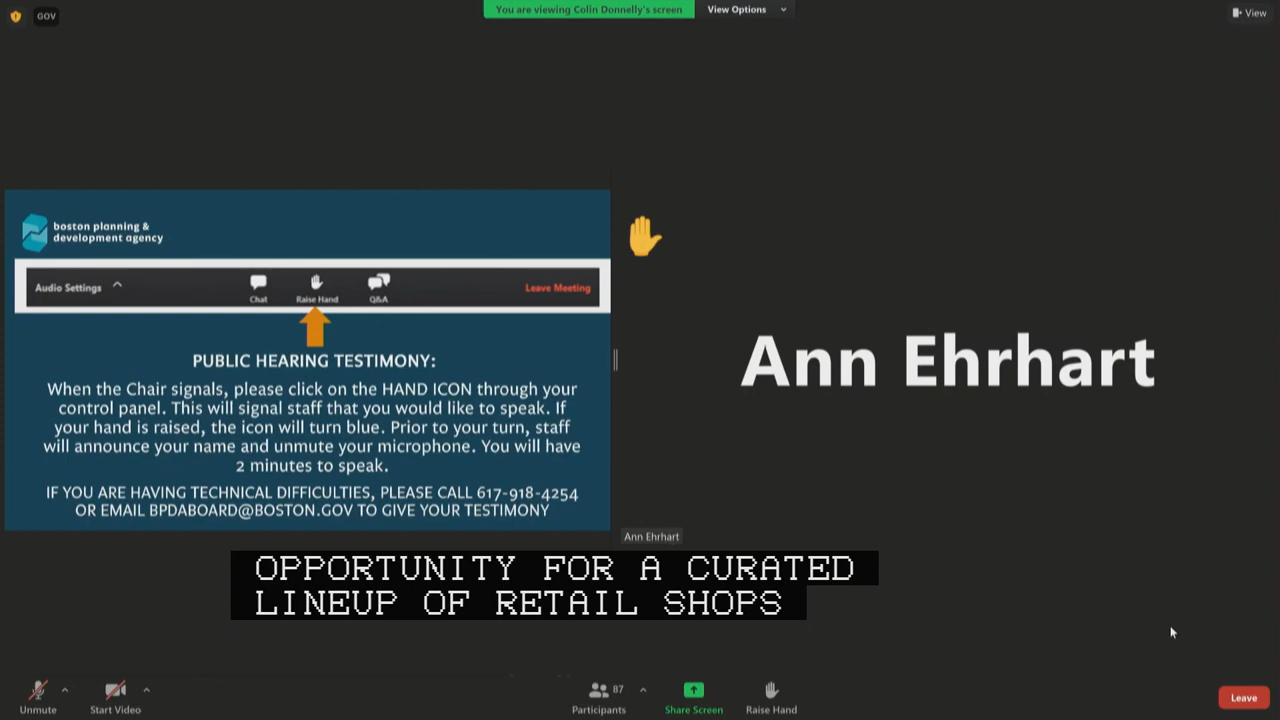 GOV
You are viewing Colin Donnelly's screen
View Options
View
boston planning &
development agency
Audio Settings
Chat
Raise Hand
Q&A
Leave Meeting
PUBLIC HEARING TESTIMONY:
When the Chair signals, please click on the HAND ICON through your
control panel. This will signal staff that you would like to speak. If
your hand is raised, the icon will turn blue. Prior to your turn, staff
will announce your name and unmute your microphone. You will have
2 minutes to speak.
IF YOU ARE HAVING TECHNICAL DIFFICULTIES, PLEASE CALL 617-918-4254
OR EMAIL BPDABOARD@BOSTON.GOV TO GIVE YOUR TESTIMONY
Ann Ehrhart
Ann Ehrhart
OPPORTUNITY FOR A CURATED
LINEUP OF RETAIL SHOPS
Unmute
Start Video
87
Participants
Share Screen
Raise Hand
Leave